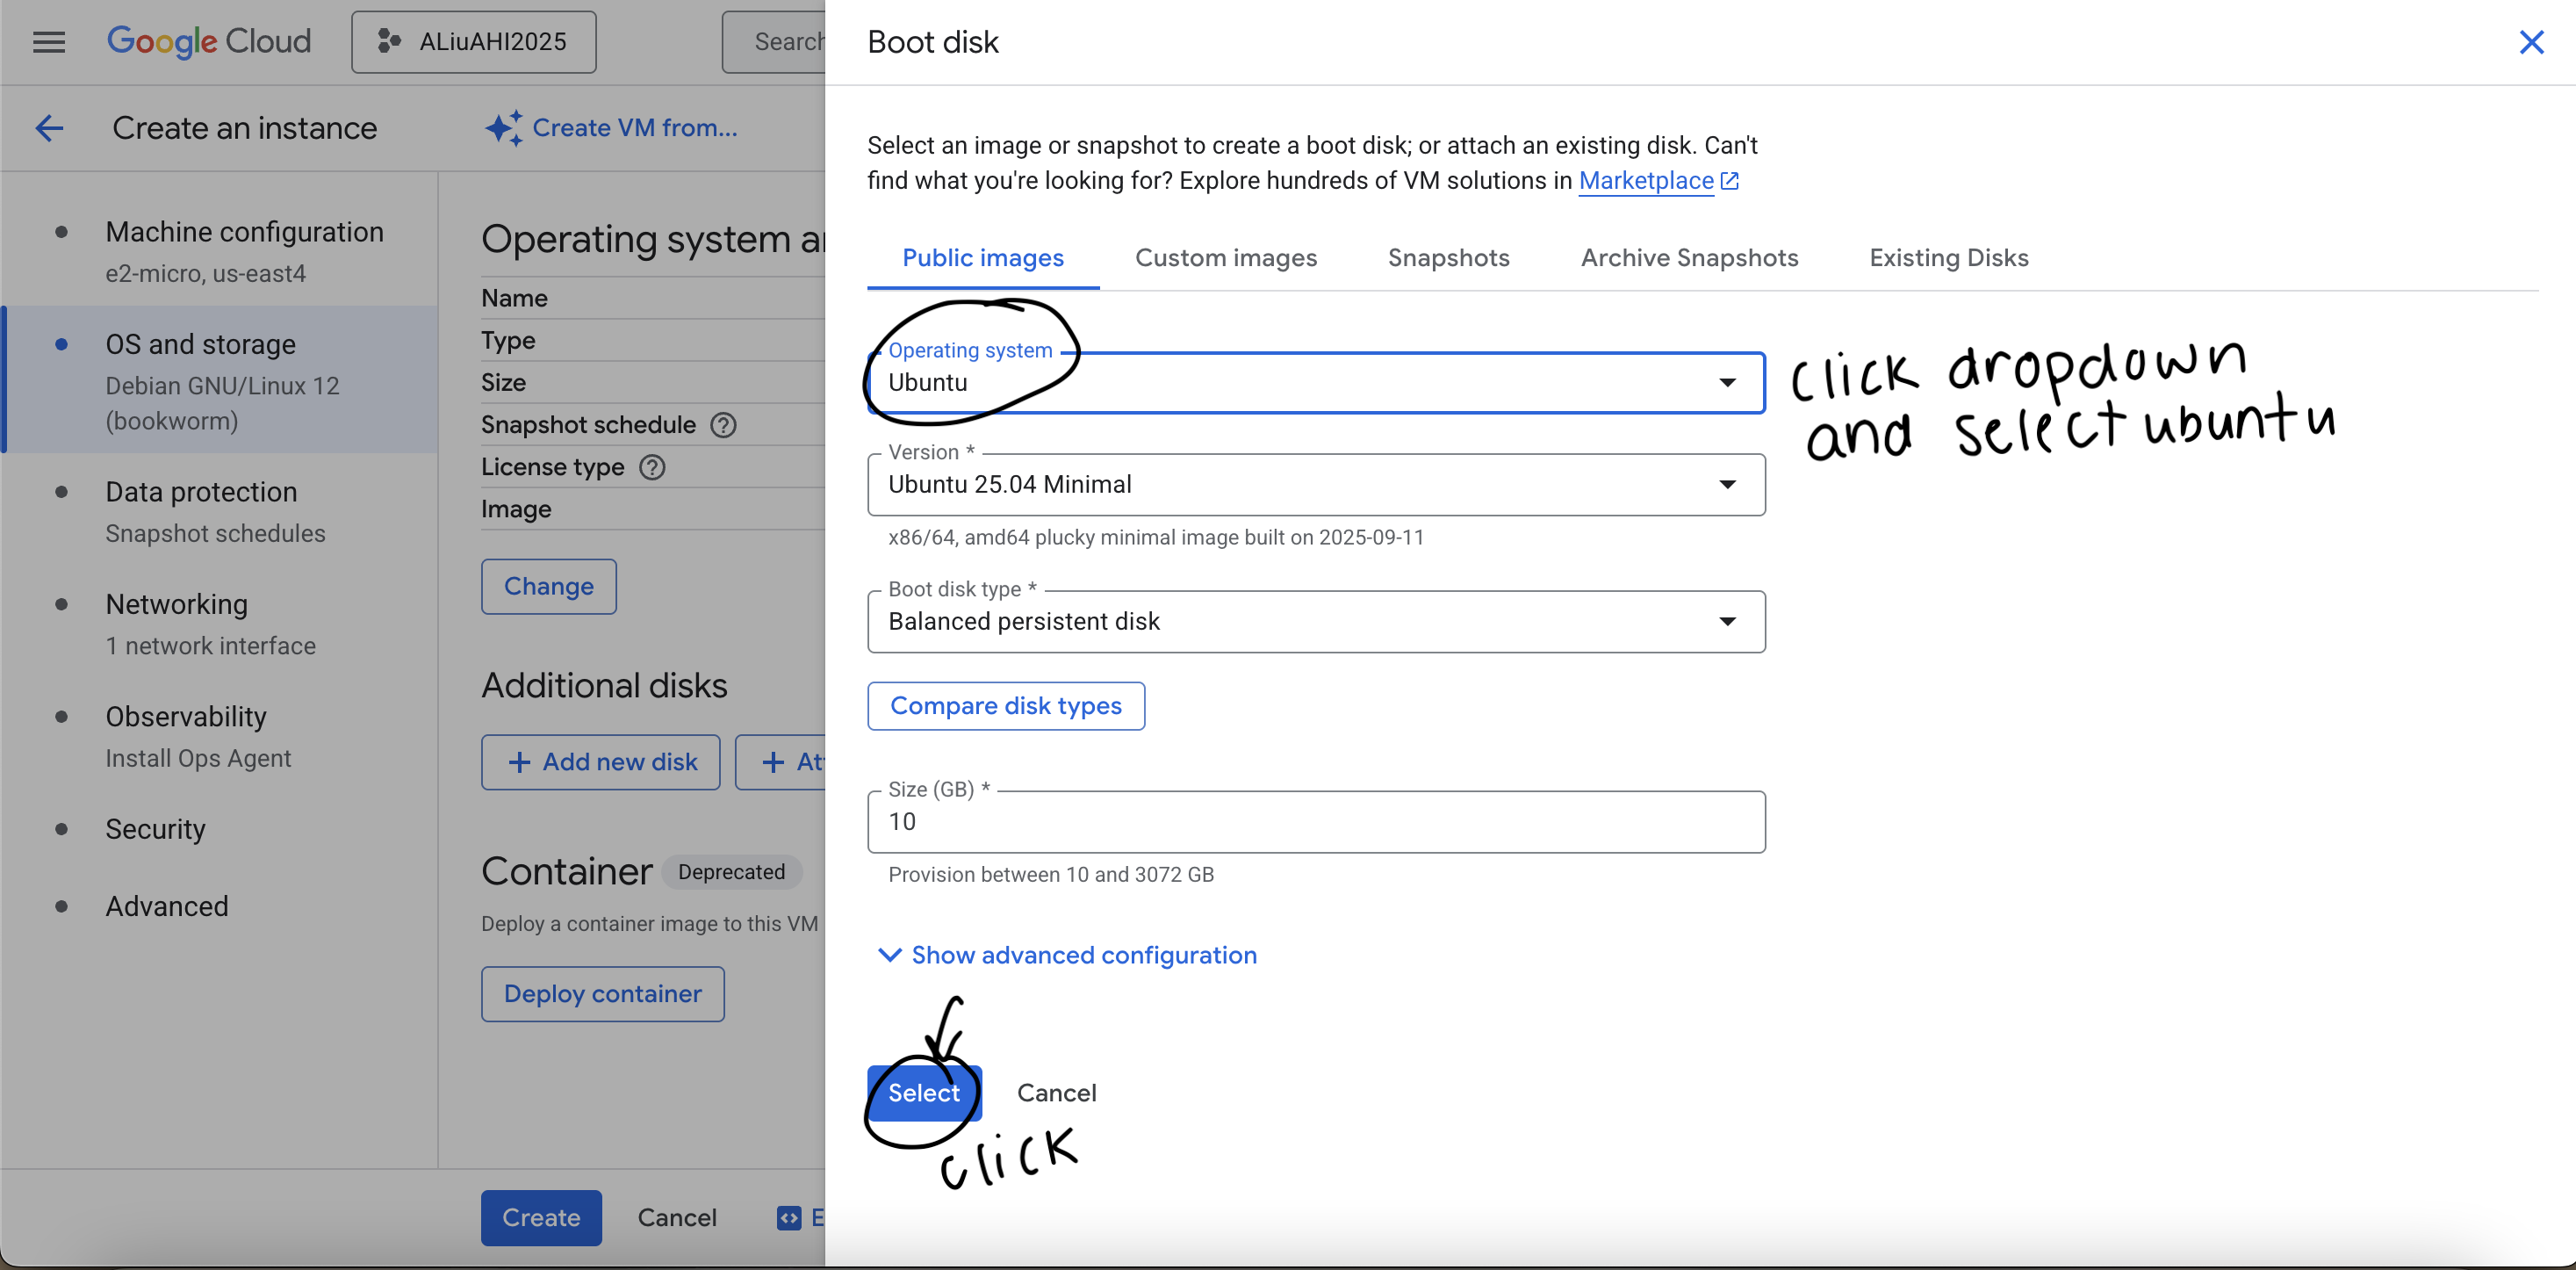 Google Cloud
ALiuAHI2025
Search
Create an instance
Create VM from...
Machine configuration
e2-micro, us-east4
OS and storage
Debian GNU/Linux 12
(bookworm)
Data protection
Snapshot schedules
Networking
1 network interface
Observability
Install Ops Agent
Security
Advanced
Operating system a
Name
Type
Size
Snapshot schedule
License type
Image
Change
Additional disks
Add new disk
Att
Container Deprecated
Deploy a container image to this VM
Deploy container
Create Cancel E
Boot disk
Select an image or snapshot to create a boot disk; or attach an existing disk. Can't
find what you're looking for? Explore hundreds of VM solutions in Marketplace
Public images Custom images Snapshots Archive Snapshots Existing Disks
Operating system
Ubuntu
click dropdown
and select ubuntu
Version *
Ubuntu 25.04 Minimal
x86/64, amd64 plucky minimal image built on 2025-09-11
Boot disk type *
Balanced persistent disk
Compare disk types
Size (GB) *
10
Provision between 10 and 3072 GB
Show advanced configuration
Select Cancel
click